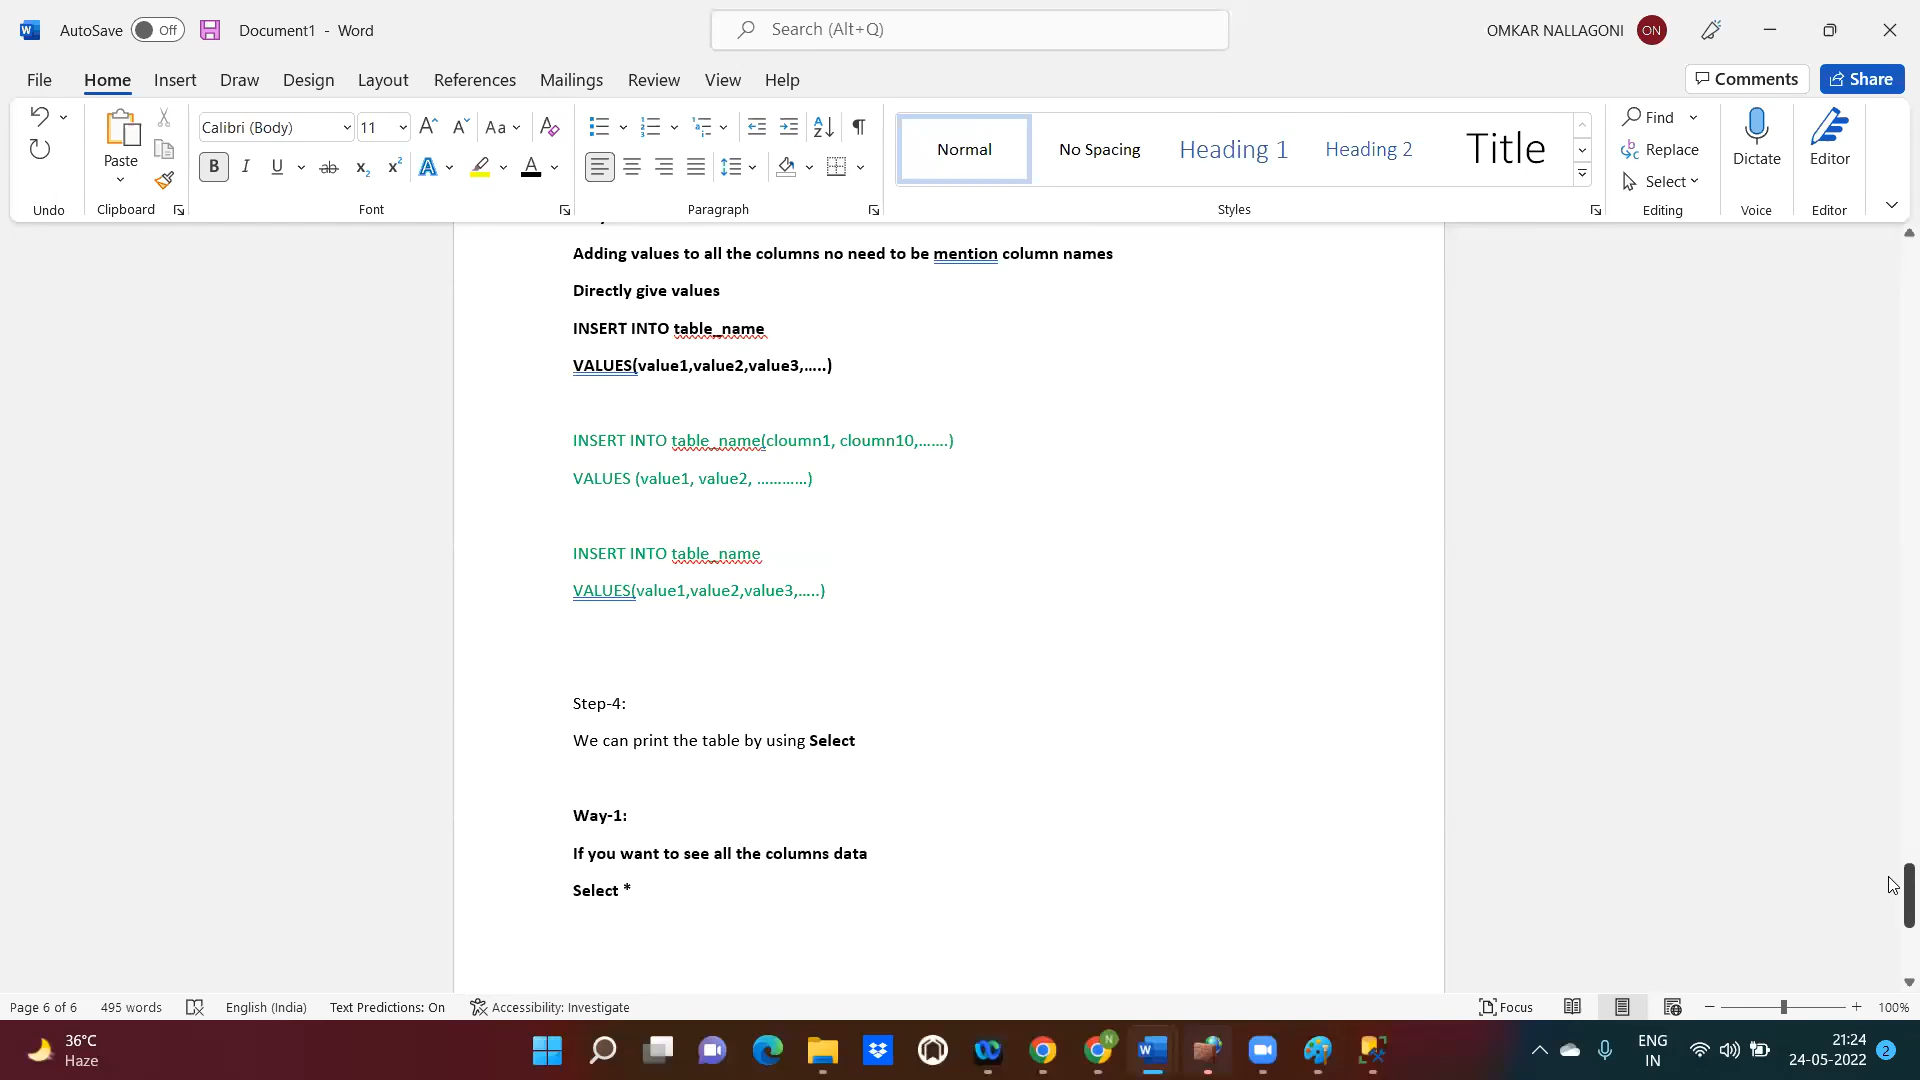 AutoSave Off Document1 - Word Search (Alt+Q) OMKAR NALLAGONI ON
File Home Insert Draw Design Layout References Mailings Review View Help Comments Share
Calibri (Body) 11 Aa Find
Paste B I U ab x₂ x² A A Normal No Spacing Heading 1 Heading 2 Title Replace Dictate Editor
Select
Undo Clipboard Font Paragraph Styles Editing Voice Editor
Adding values to all the columns no need to be mention column names
Directly give values
INSERT INTO table_name
VALUES(value1,value2,value3,…..)
INSERT INTO table_name(cloumn1, cloumn10,…….)
VALUES (value1, value2, …………)
INSERT INTO table_name
VALUES(value1,value2,value3,…..)
Step-4:
We can print the table by using Select
Way-1:
If you want to see all the columns data
Select *
Page 6 of 6 495 words English (India) Text Predictions: On Accessibility: Investigate Focus 100%
36°C
Haze
N
W
ENG
IN
21:24
24-05-2022
2